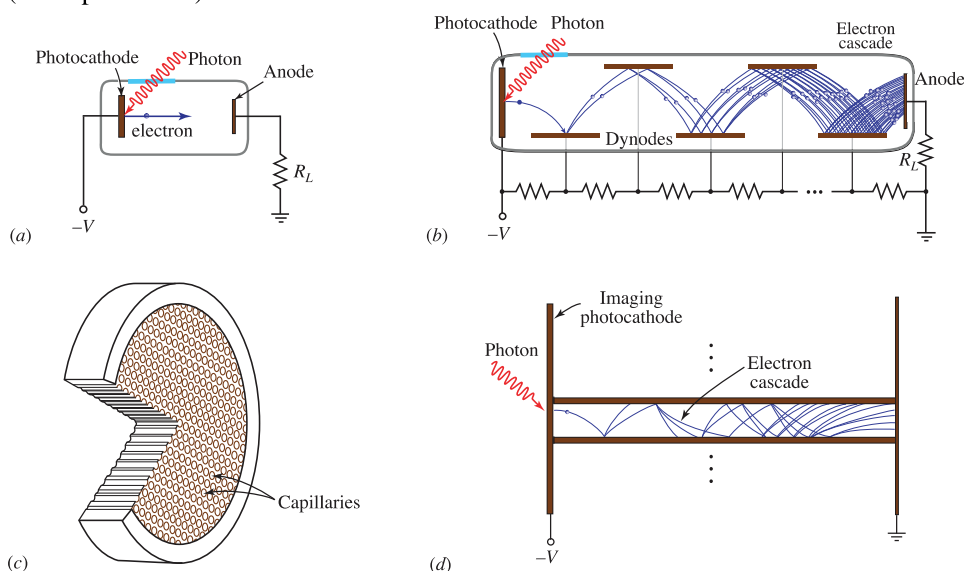 Photocathode
Photon
Anode
electron
R_L
–V
(a)
Photocathode
Photon
Electron
cascade
Anode
Dynodes
R_L
–V
(b)
Capillaries
(c)
Imaging
photocathode
Photon
Electron
cascade
–V
(d)